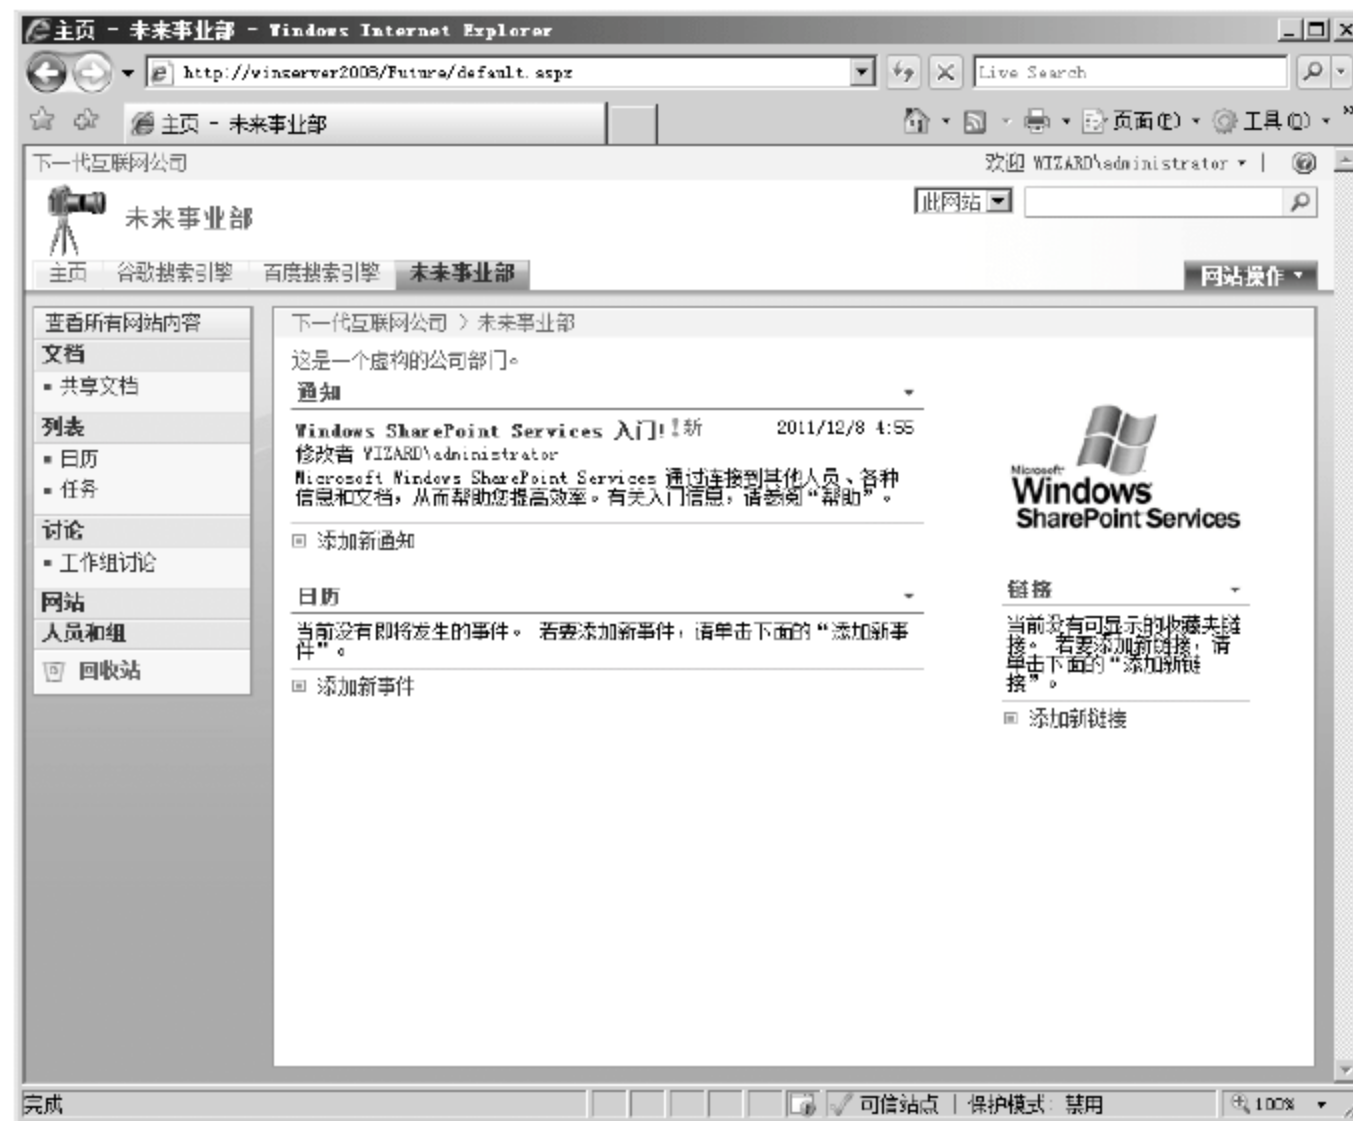 主页 - 未来事业部 - Windows Internet Explorer
http://winserver2008/Future/default.aspx
Live Search
主页 - 未来事业部
页面(P)
工具(O)
下一代互联网公司
欢迎 WIZARD\administrator
未来事业部
此网站
主页 谷歌搜索引擎 百度搜索引擎 未来事业部
网站操作
查看所有网站内容
文档
共享文档
列表
日历
任务
讨论
工作组讨论
网站
人员和组
回收站
下一代互联网公司 > 未来事业部
这是一个虚构的公司部门。
通知
Windows SharePoint Services 入门! !新 2011/12/8 4:55
修改者 WIZARD\administrator
Microsoft Windows SharePoint Services 通过连接到其他人员、各种
信息和文档，从而帮助您提高效率。有关入门信息，请参阅“帮助”。
添加新通知
日历
当前没有即将发生的事件。 若要添加新事件，请单击下面的“添加新事
件”。
添加新事件
Microsoft
Windows
SharePoint Services
链接
当前没有可显示的收藏夹链
接。 若要添加新链接，请
单击下面的“添加新链
接”。
添加新链接
完成
可信站点 | 保护模式: 禁用
100%